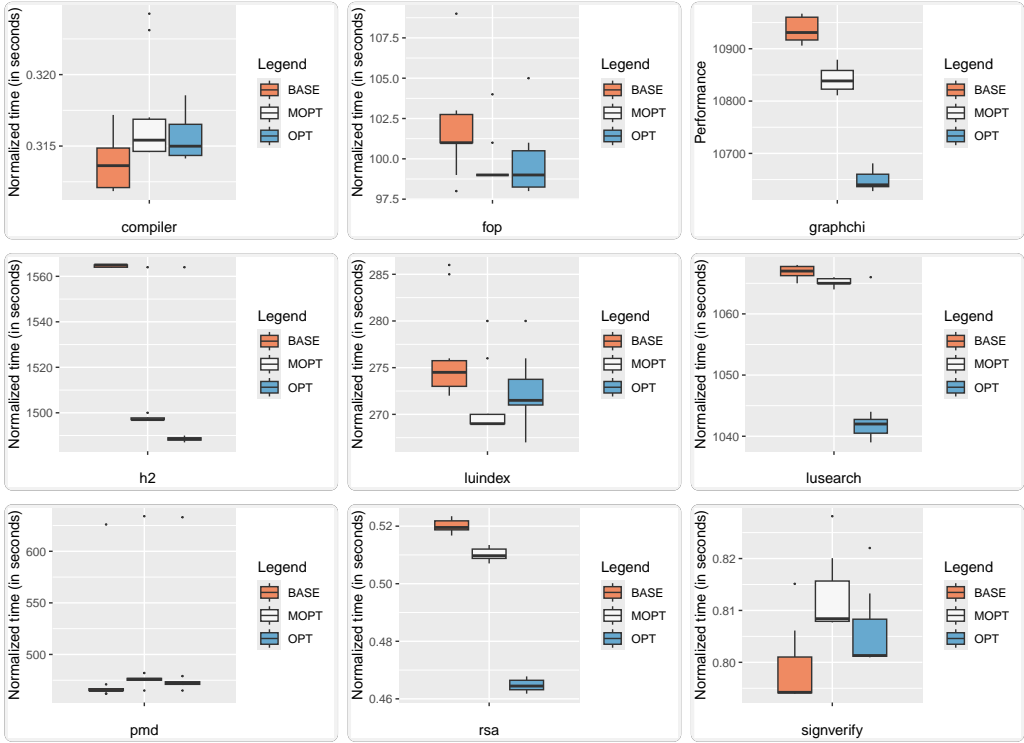 Normalized time (in seconds)
0.320
0.315
compiler
Legend
BASE
MOPT
OPT
Normalized time (in seconds)
107.5
105.0
102.5
100.0
97.5
fop
Legend
BASE
MOPT
OPT
Performance
10900
10800
10700
graphchi
Legend
BASE
MOPT
OPT
Normalized time (in seconds)
1560
1540
1520
1500
h2
Legend
BASE
MOPT
OPT
Normalized time (in seconds)
285
280
275
270
luindex
Legend
BASE
MOPT
OPT
Normalized time (in seconds)
1060
1050
1040
lusearch
Legend
BASE
MOPT
OPT
Normalized time (in seconds)
600
550
500
pmd
Legend
BASE
MOPT
OPT
Normalized time (in seconds)
0.52
0.50
0.48
0.46
rsa
Legend
BASE
MOPT
OPT
Normalized time (in seconds)
0.82
0.81
0.80
signverify
Legend
BASE
MOPT
OPT